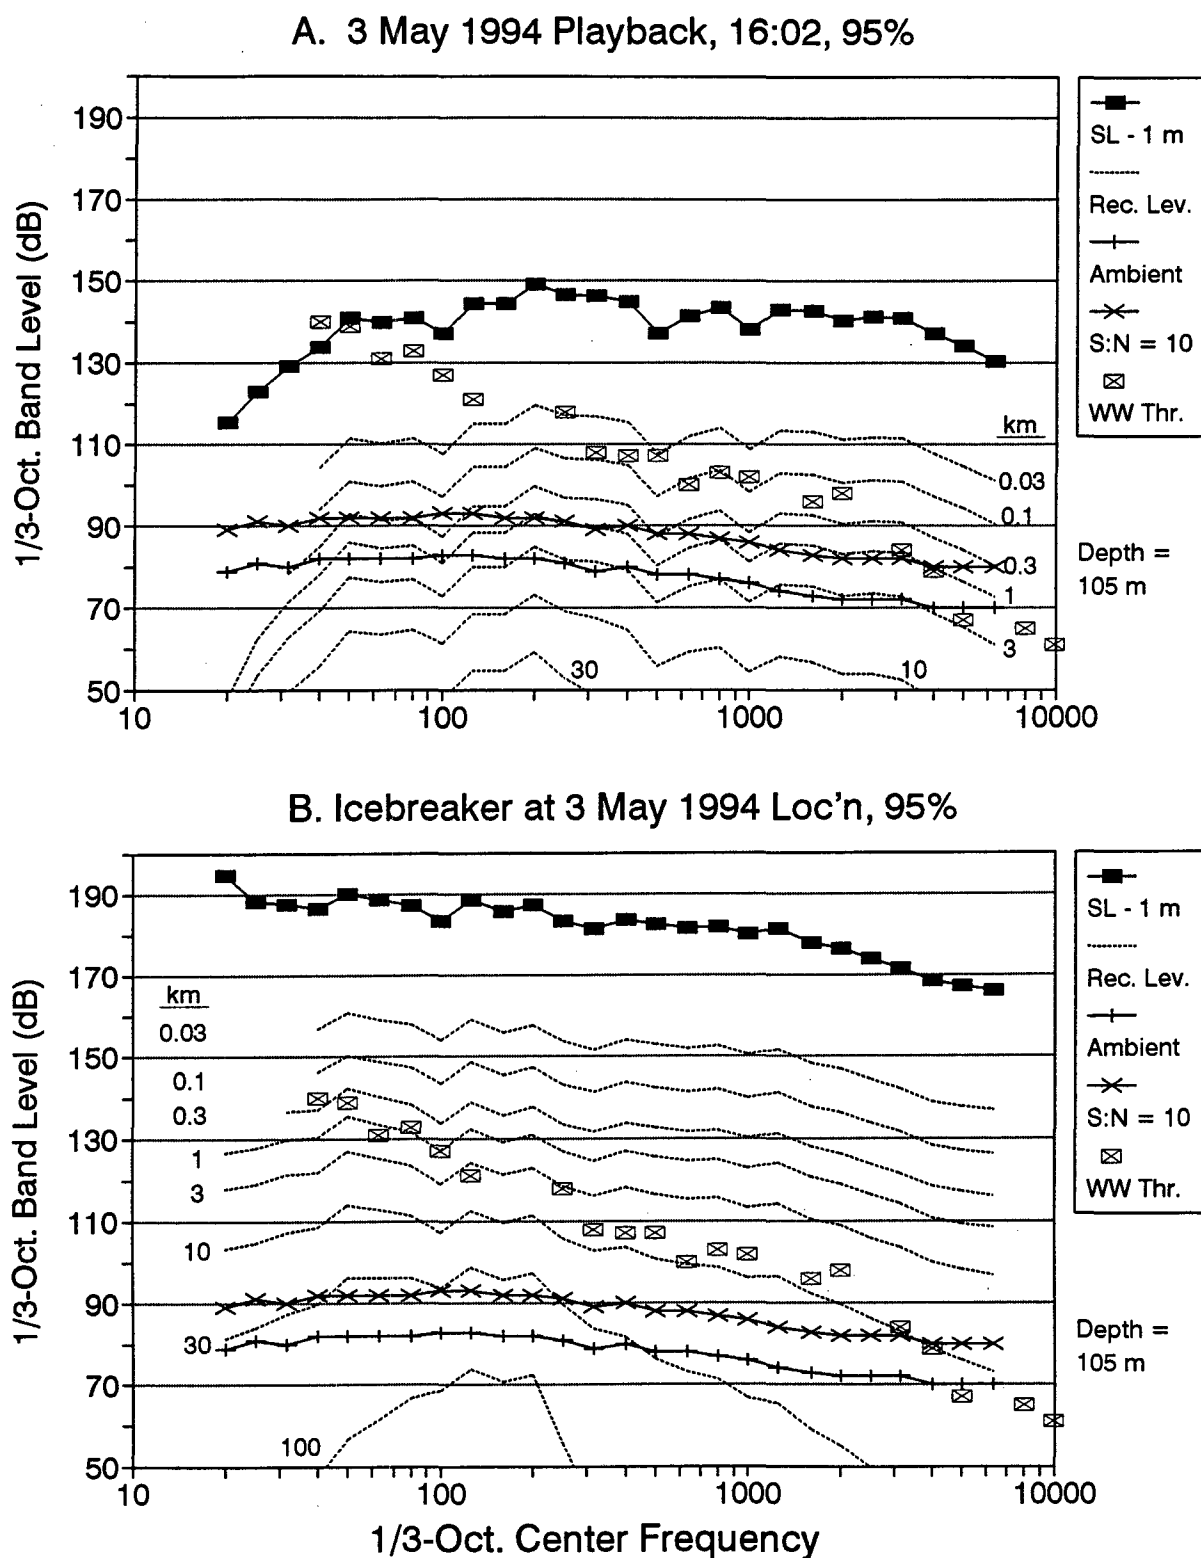 A. 3 May 1994 Playback, 16:02, 95%
1/3-Oct. Band Level (dB)
190
170
150
130
110
90
70
50
10
100
1000
10000
km
0.03
0.1
0.3
1
3
10
30
SL - 1 m
Rec. Lev.
Ambient
S:N = 10
WW Thr.
Depth =
105 m
B. Icebreaker at 3 May 1994 Loc'n, 95%
1/3-Oct. Band Level (dB)
190
170
150
130
110
90
70
50
km
0.03
0.1
0.3
1
3
10
30
100
10
100
1000
10000
SL - 1 m
Rec. Lev.
Ambient
S:N = 10
WW Thr.
Depth =
105 m
1/3-Oct. Center Frequency